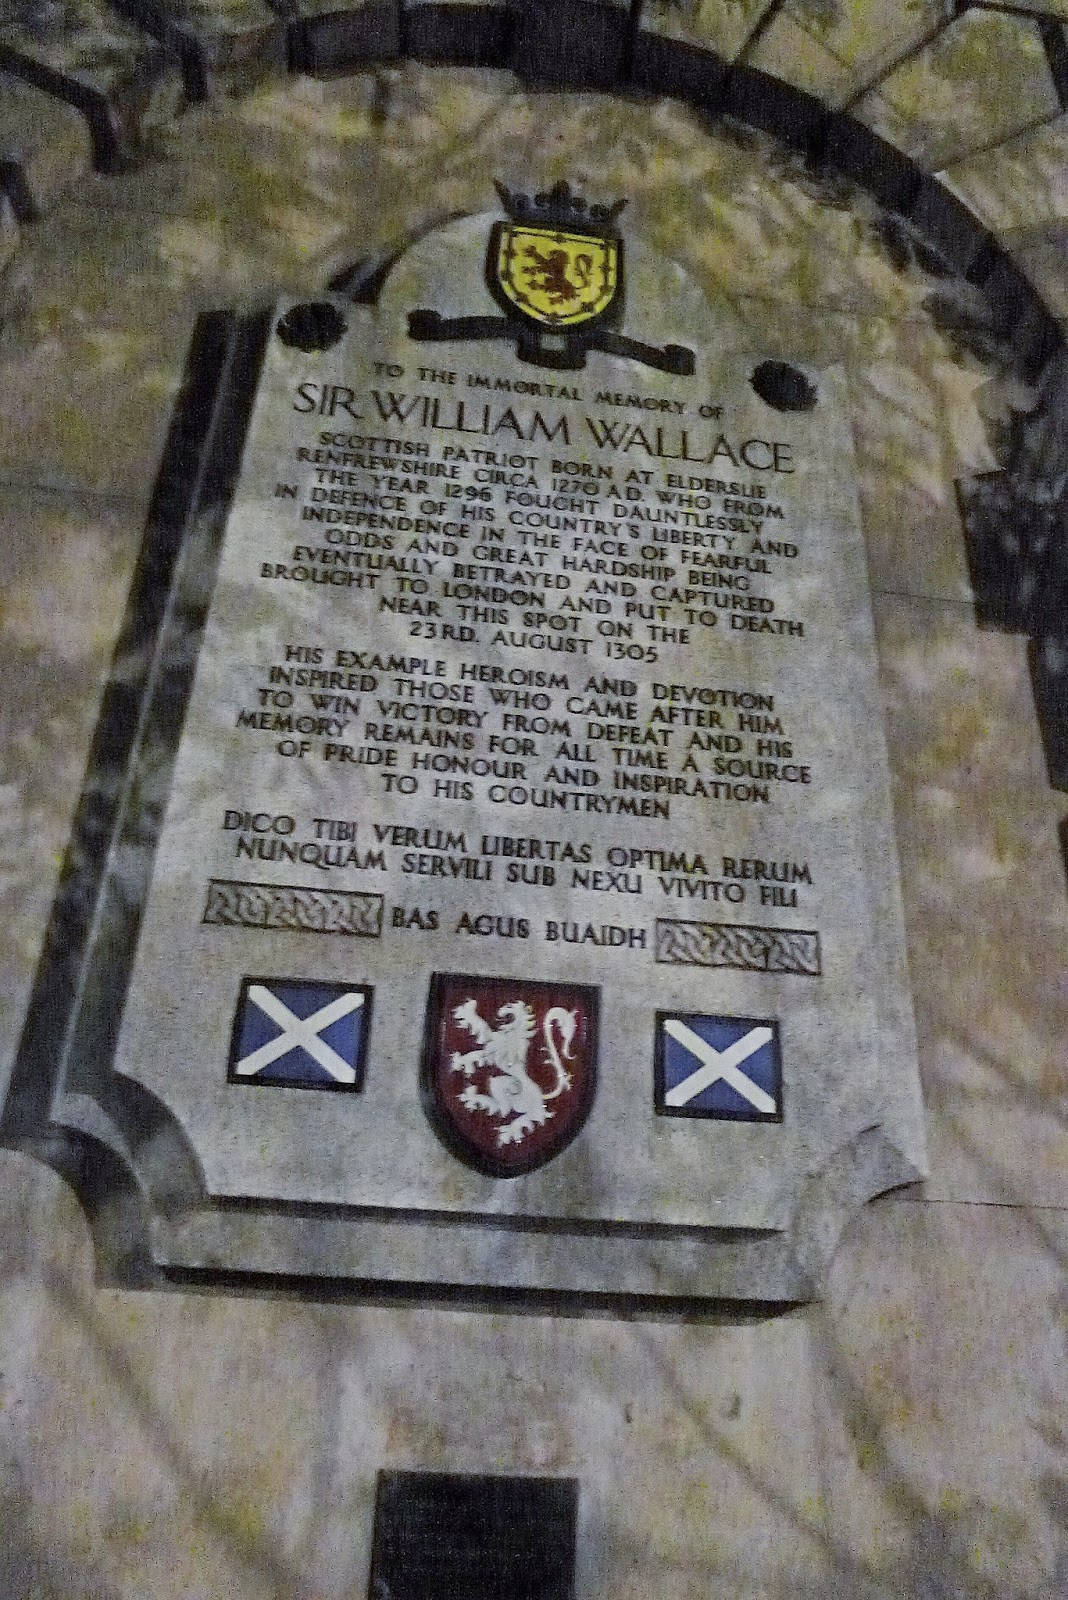 TO THE IMMORTAL MEMORY OF
SIR WILLIAM WALLACE
SCOTTISH PATRIOT BORN AT ELDERSLIE
RENFREWSHIRE CIRCA 1270 A.D. WHO FROM
THE YEAR 1296 FOUGHT DAUNTLESSLY
IN DEFENCE OF HIS COUNTRY'S LIBERTY AND
INDEPENDENCE IN THE FACE OF FEARFUL
ODDS AND GREAT HARDSHIP BEING
EVENTUALLY BETRAYED AND CAPTURED
BROUGHT TO LONDON AND PUT TO DEATH
NEAR THIS SPOT ON THE
23RD. AUGUST 1305
HIS EXAMPLE HEROISM AND DEVOTION
INSPIRED THOSE WHO CAME AFTER HIM
TO WIN VICTORY FROM DEFEAT AND HIS
MEMORY REMAINS FOR ALL TIME A SOURCE
OF PRIDE HONOUR AND INSPIRATION
TO HIS COUNTRYMEN
DICO TIBI VERUM LIBERTAS OPTIMA RERUM
NUNQUAM SERVILI SUB NEXU VIVITO FILI
BAS AGUS BUAIDH